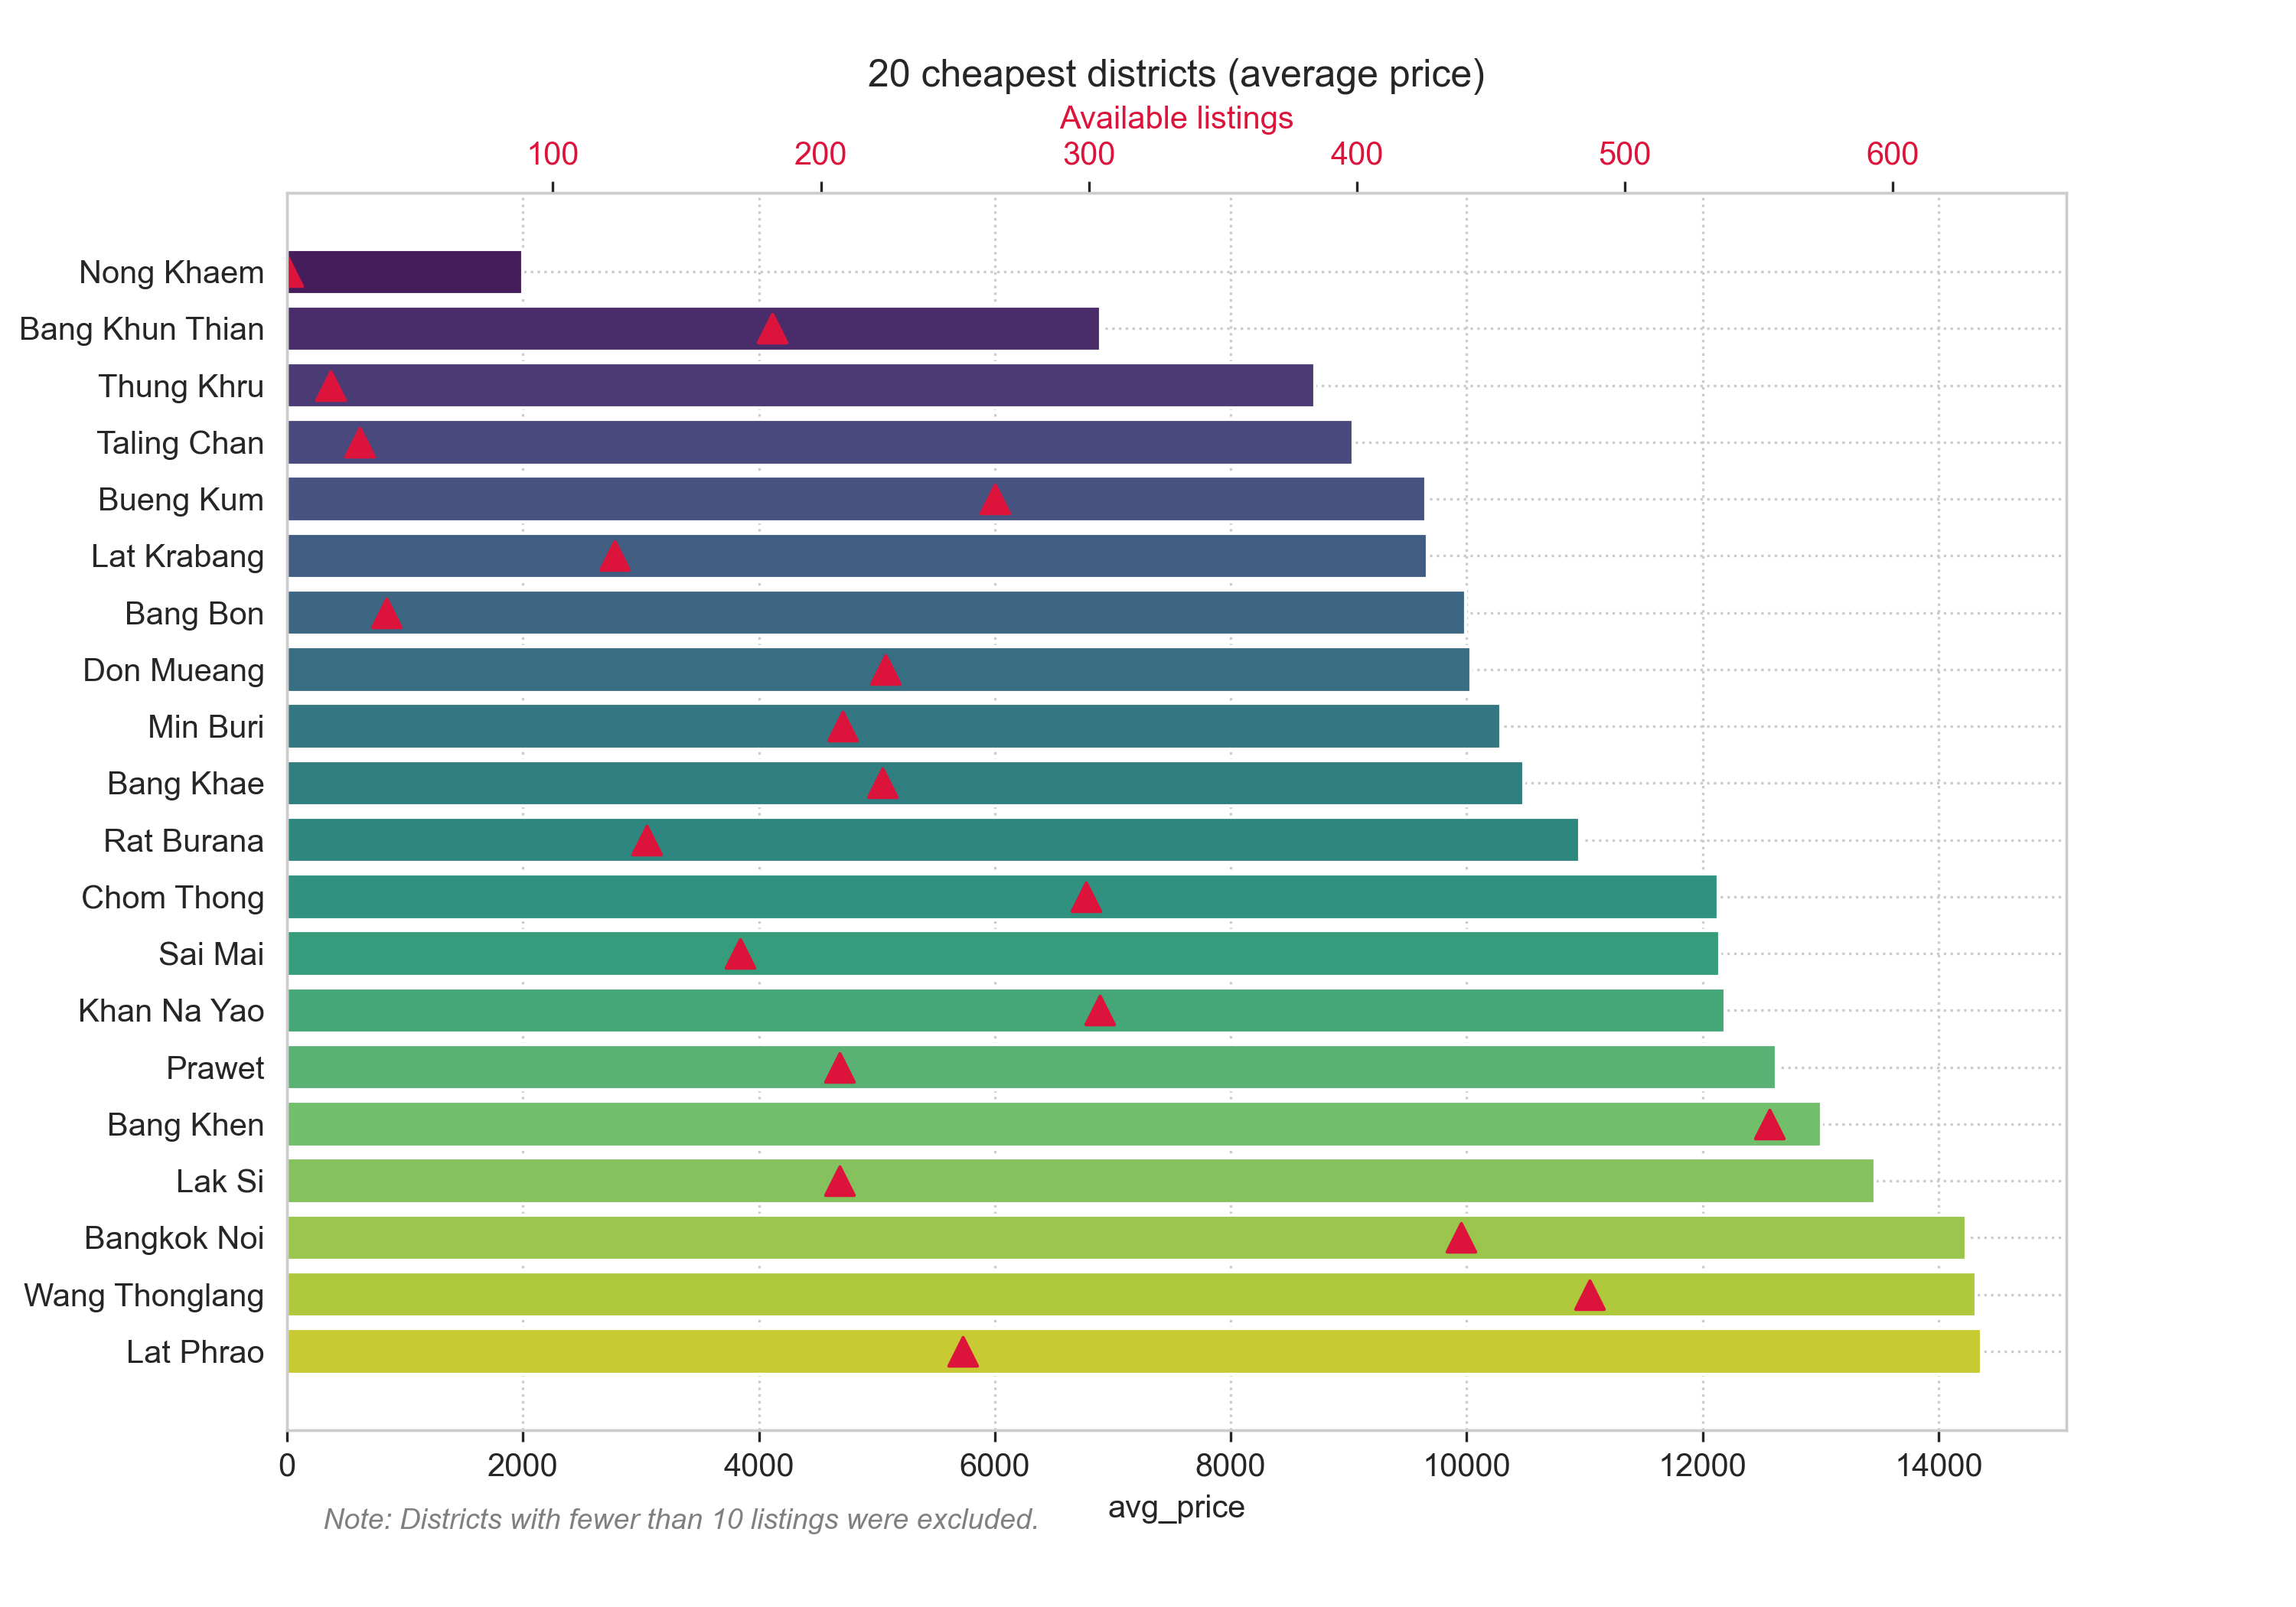 20 cheapest districts (average price)
Available listings
100 200 300 400 500 600
Nong Khaem
Bang Khun Thian
Thung Khru
Taling Chan
Bueng Kum
Lat Krabang
Bang Bon
Don Mueang
Min Buri
Bang Khae
Rat Burana
Chom Thong
Sai Mai
Khan Na Yao
Prawet
Bang Khen
Lak Si
Bangkok Noi
Wang Thonglang
Lat Phrao
0 2000 4000 6000 8000 10000 12000 14000
avg_price
Note: Districts with fewer than 10 listings were excluded.